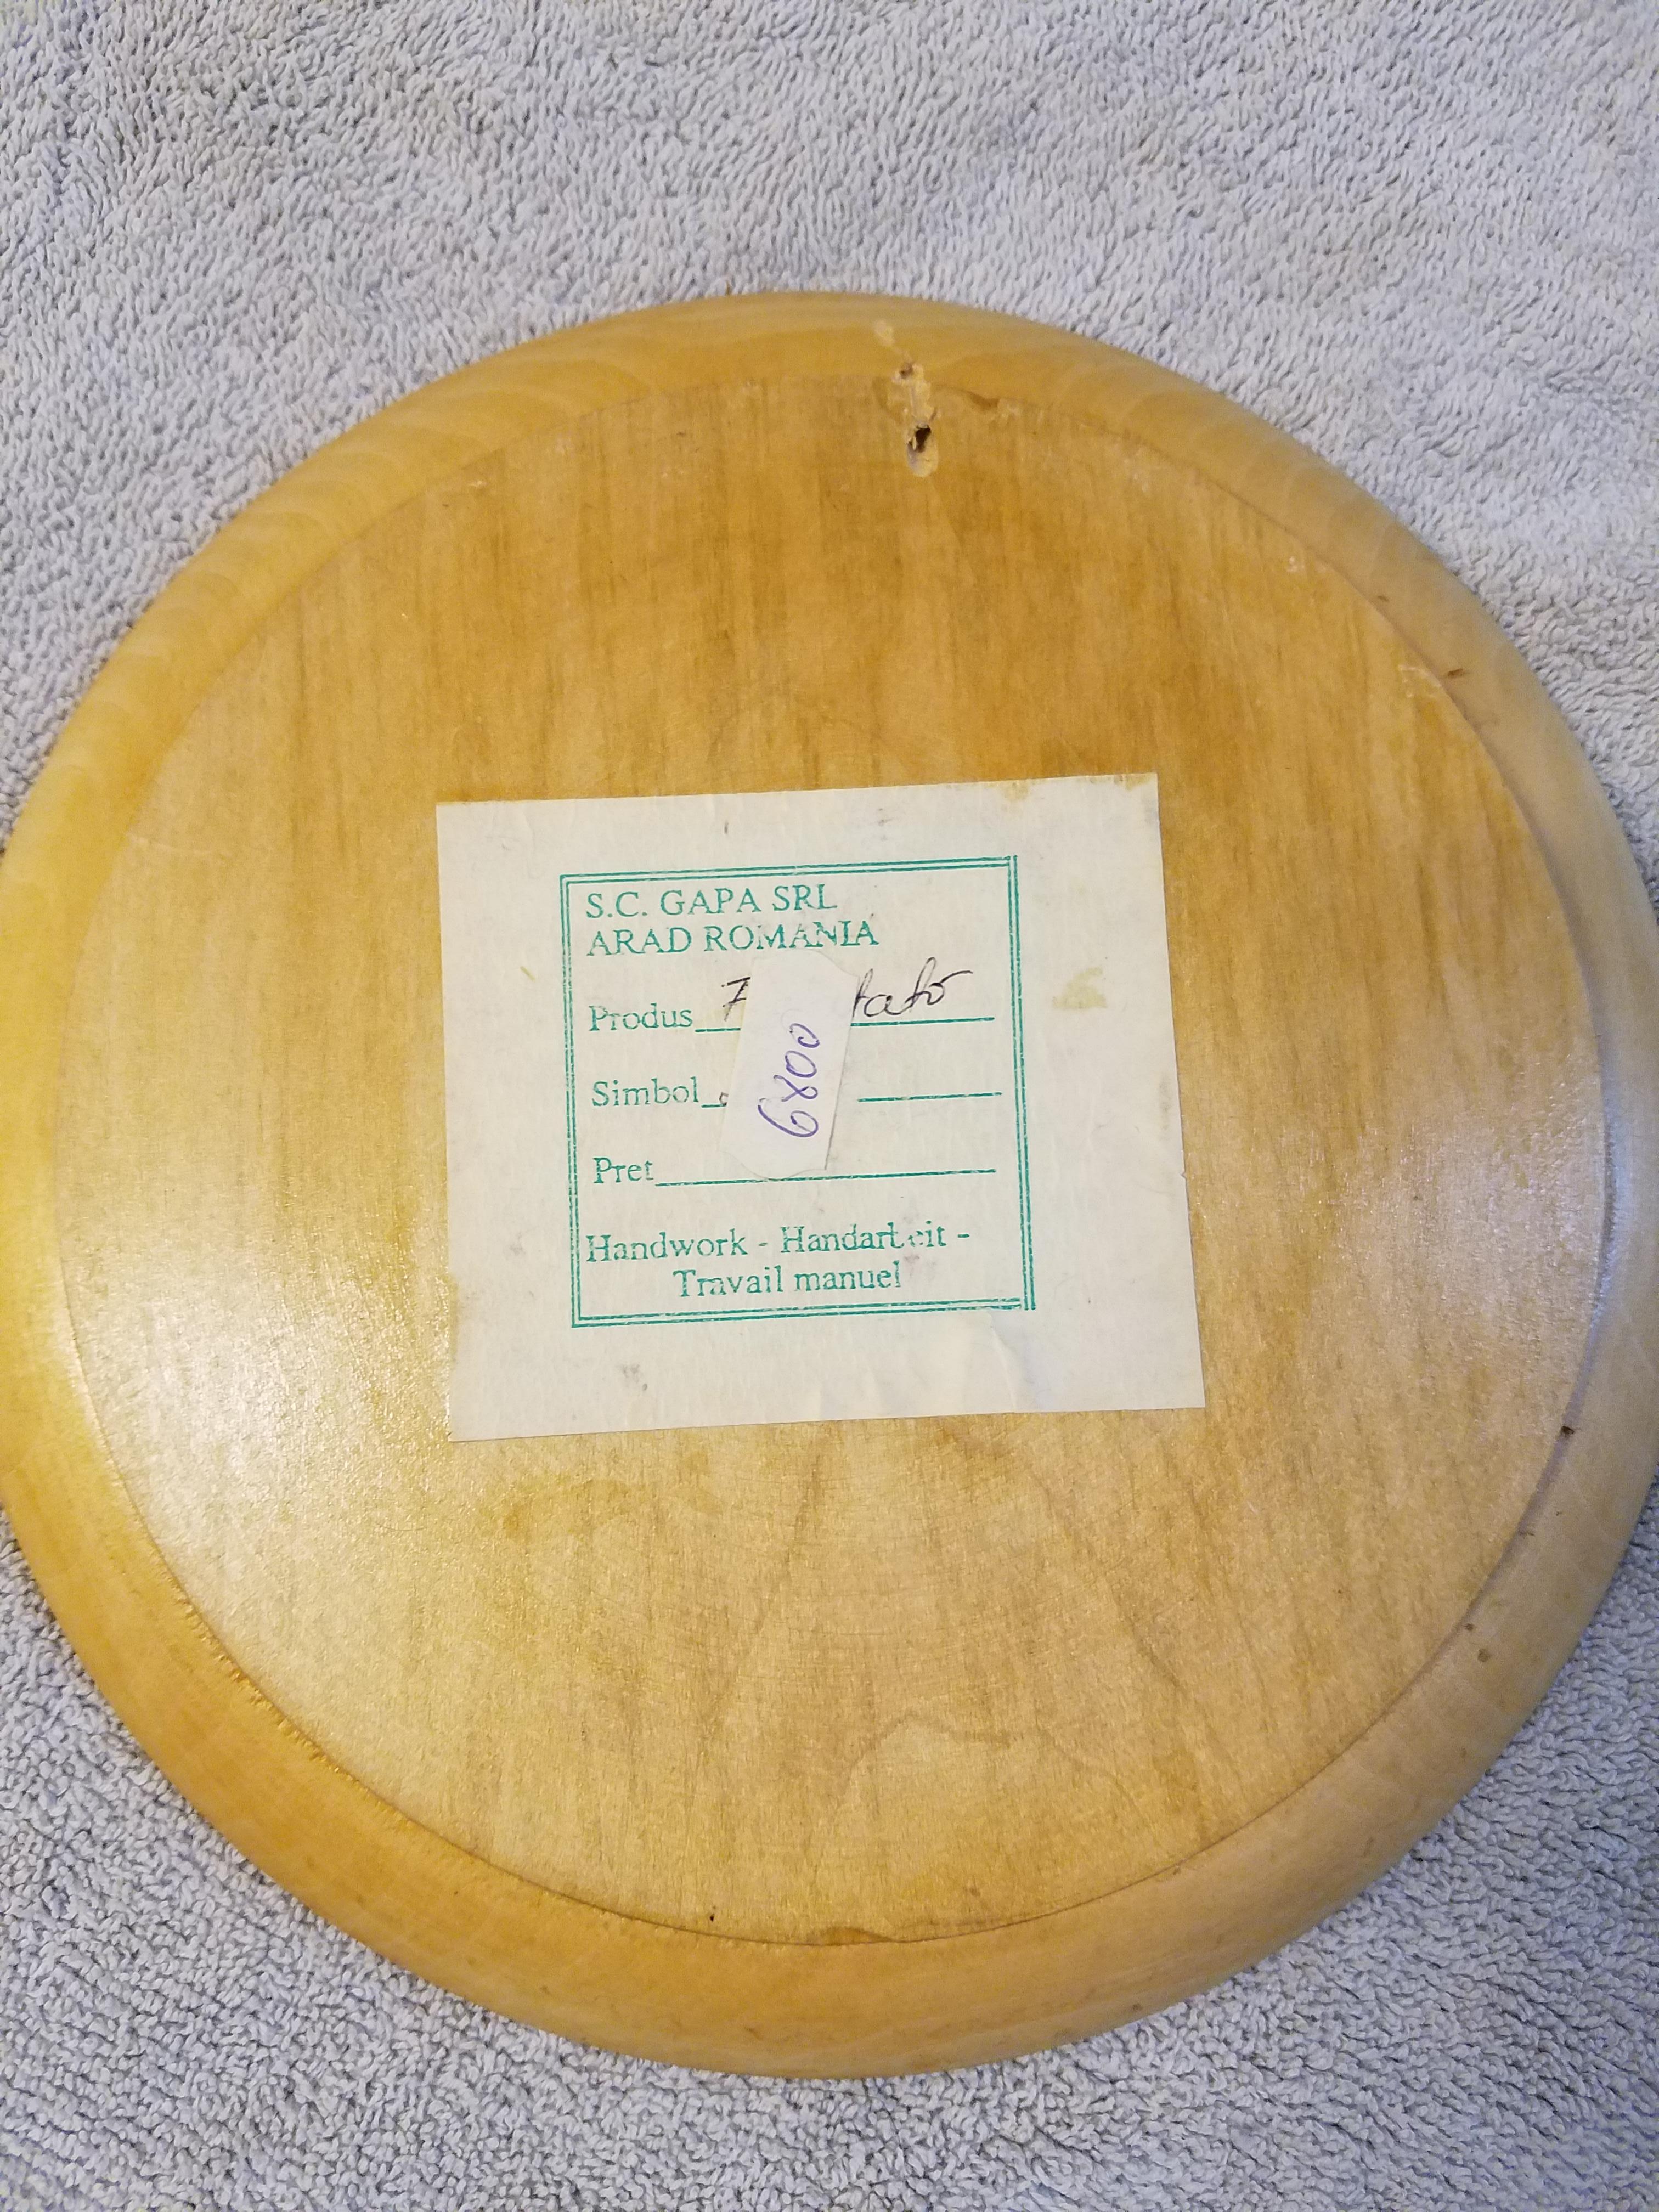 S.C. GAPA SRL
ARAD ROMANIA
Produs
Simbol
6800
Pret
Handwork - Handarbeit -
Travail manuel